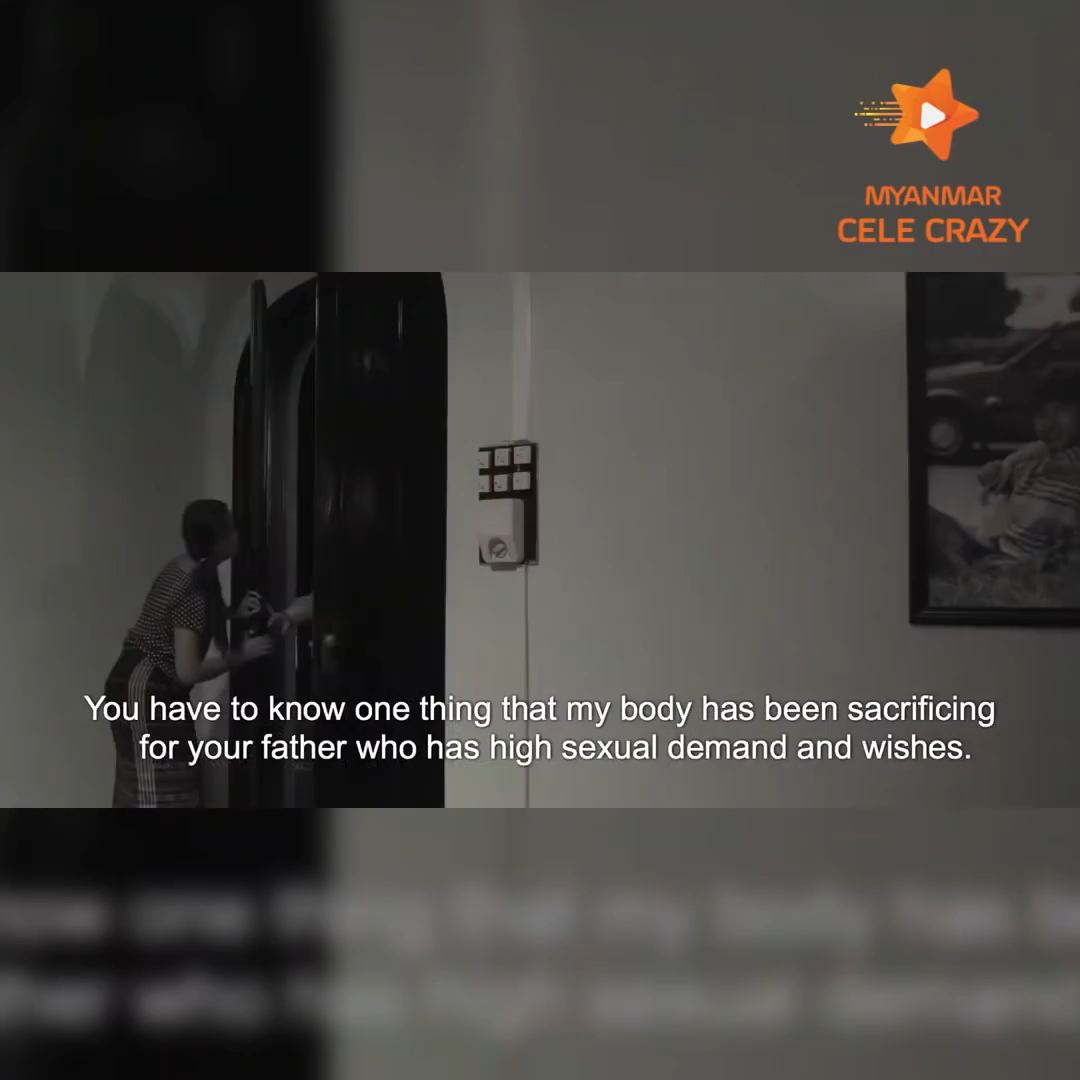 MYANMAR
CELE CRAZY
You have to know one thing that my body has been sacrificing
for your father who has high sexual demand and wishes.